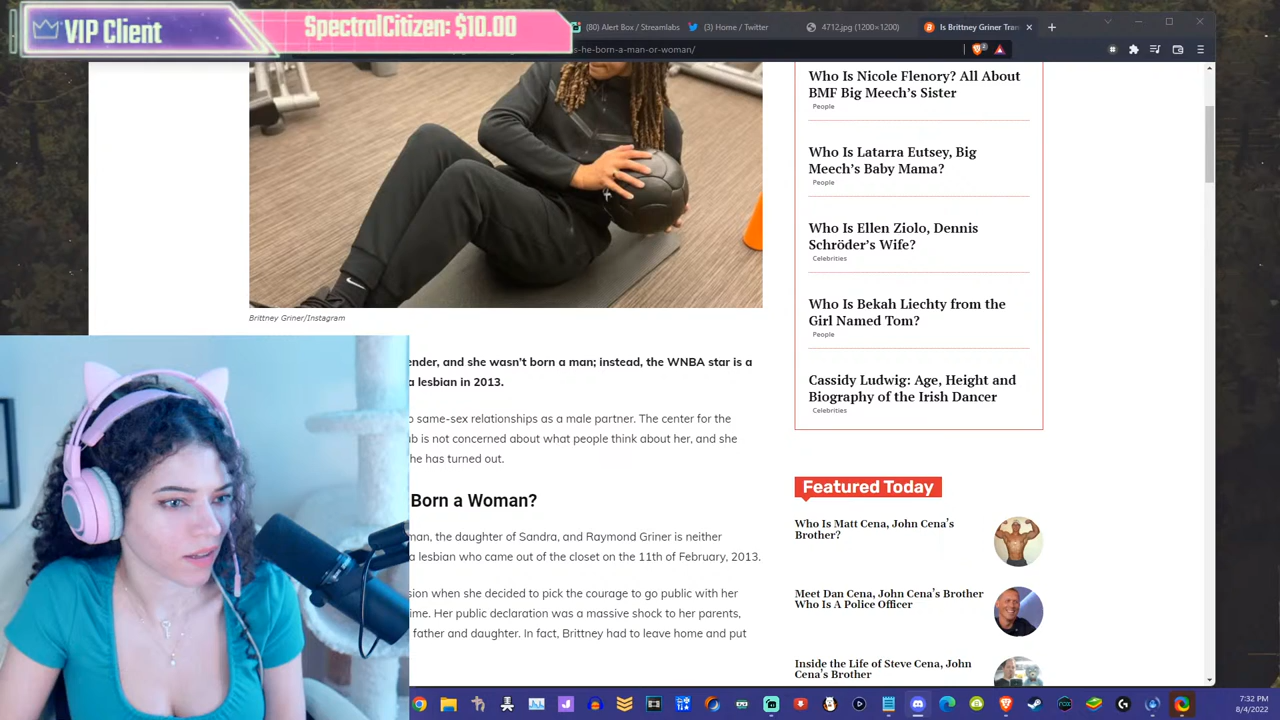 VIP Client
SpectralCitizen: $10.00
(80) Alert Box / Streamlabs
(3) Home / Twitter
4712.jpg (1200×1200)
Is Brittney Griner Tran
s-he-born-a-man-or-woman/
Brittney Griner/Instagram
ender, and she wasn't born a man; instead, the WNBA star is a
a lesbian in 2013.
o same-sex relationships as a male partner. The center for the
ub is not concerned about what people think about her, and she
he has turned out.
Born a Woman?
man, the daughter of Sandra, and Raymond Griner is neither
a lesbian who came out of the closet on the 11th of February, 2013.
sion when she decided to pick the courage to go public with her
ime. Her public declaration was a massive shock to her parents,
father and daughter. In fact, Brittney had to leave home and put
Who Is Nicole Flenory? All About
BMF Big Meech's Sister
People
Who Is Latarra Eutsey, Big
Meech's Baby Mama?
People
Who Is Ellen Ziolo, Dennis
Schröder's Wife?
Celebrities
Who Is Bekah Liechty from the
Girl Named Tom?
People
Cassidy Ludwig: Age, Height and
Biography of the Irish Dancer
Celebrities
Featured Today
Who Is Matt Cena, John Cena's
Brother?
Meet Dan Cena, John Cena's Brother
Who Is A Police Officer
Inside the Life of Steve Cena, John
Cena's Brother
7:32 PM
8/4/2022